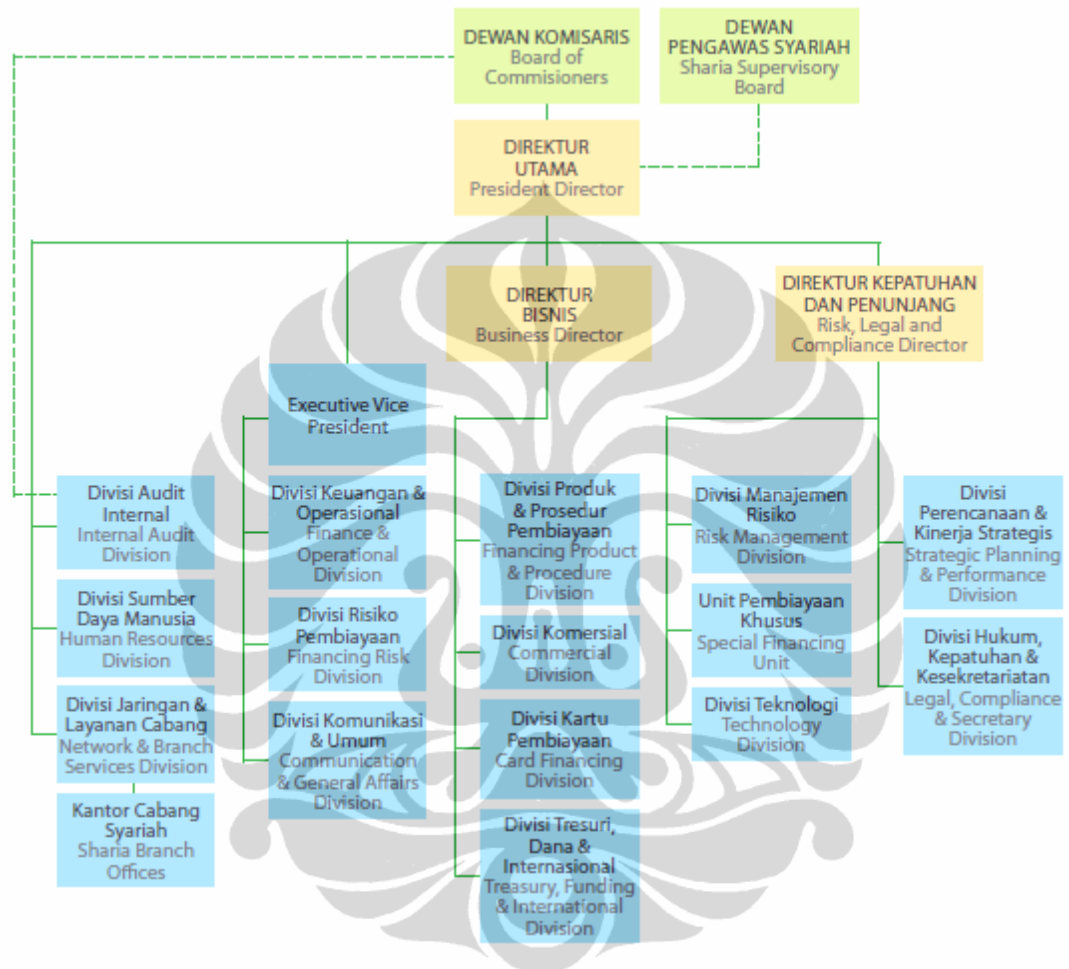 DEWAN KOMISARIS
Board of
Commisioners
DEWAN
PENGAWAS SYARIAH
Sharia Supervisory
Board
DIREKTUR
UTAMA
President Director
DIREKTUR
BISNIS
Business Director
DIREKTUR KEPATUHAN
DAN PENUNJANG
Risk, Legal and
Compliance Director
Executive Vice
President
Divisi Audit
Internal
Internal Audit
Division
Divisi Sumber
Daya Manusia
Human Resources
Division
Divisi Jaringan &
Layanan Cabang
Network & Branch
Services Division
Kantor Cabang
Syariah
Sharia Branch
Offices
Divisi Keuangan &
Operasional
Finance &
Operational
Division
Divisi Risiko
Pembiayaan
Financing Risk
Division
Divisi Komunikasi
& Umum
Communication
& General Affairs
Division
Divisi Produk
& Prosedur
Pembiayaan
Financing Product
& Procedure
Division
Divisi Komersial
Commercial
Division
Divisi Kartu
Pembiayaan
Card Financing
Division
Divisi Tresuri,
Dana &
Internasional
Treasury, Funding
& International
Division
Divisi Manajemen
Risiko
Risk Management
Division
Unit Pembiayaan
Khusus
Special Financing
Unit
Divisi Teknologi
Technology
Division
Divisi
Perencanaan &
Kinerja Strategis
Strategic Planning
& Performance
Division
Divisi Hukum,
Kepatuhan &
Kesekretariatan
Legal, Compliance
& Secretary
Division